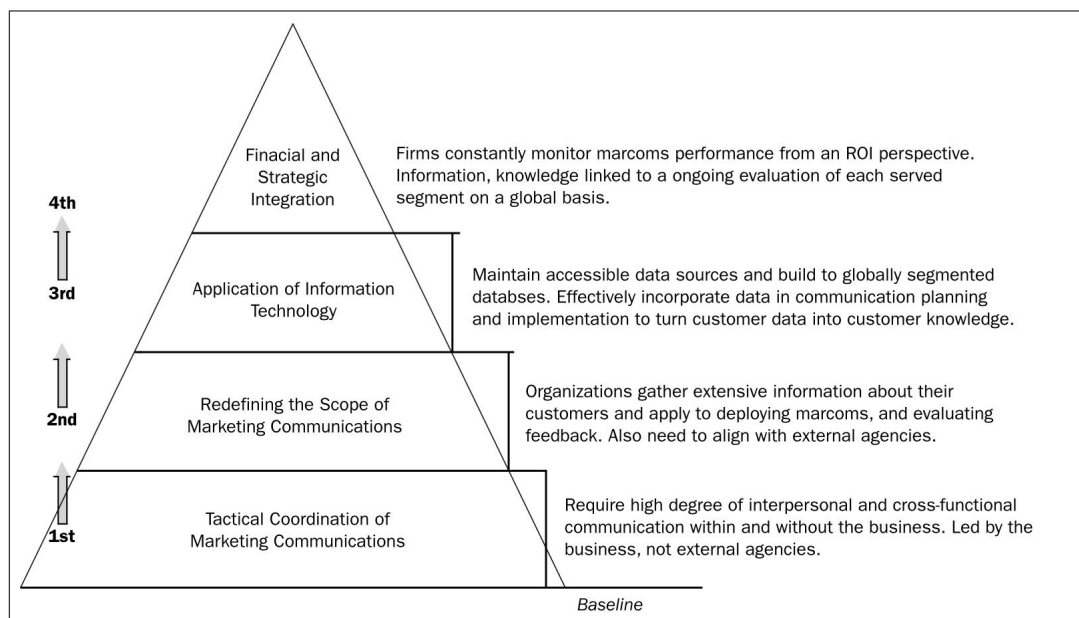 Finacial and
Strategic
Integration
Firms constantly monitor marcoms performance from an ROI perspective.
Information, knowledge linked to a ongoing evaluation of each served
segment on a global basis.
4th
3rd
Application of Information
Technology
Maintain accessible data sources and build to globally segmented
databses. Effectively incorporate data in communication planning
and implementation to turn customer data into customer knowledge.
2nd
Redefining the Scope of
Marketing Communications
Organizations gather extensive information about their
customers and apply to deploying marcoms, and evaluating
feedback. Also need to align with external agencies.
1st
Tactical Coordination of
Marketing Communications
Require high degree of interpersonal and cross-functional
communication within and without the business. Led by the
business, not external agencies.
Baseline